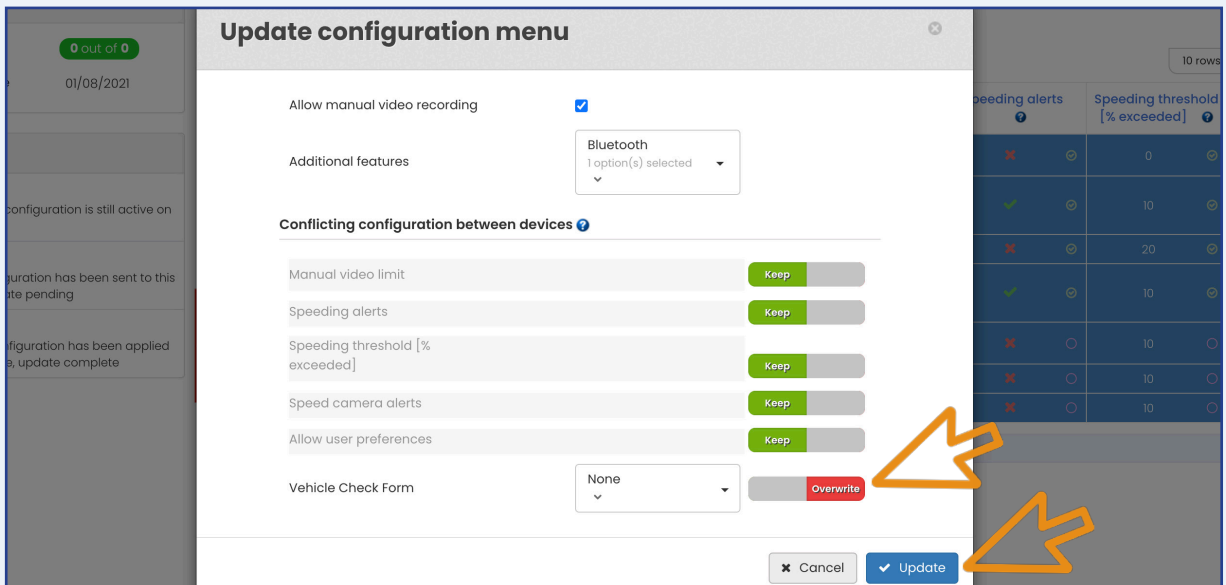 Update configuration menu
0 out of 0
01/08/2021
10 rows
Allow manual video recording
Additional features
Bluetooth
1 option(s) selected
Conflicting configuration between devices
Manual video limit
Keep
Speeding alerts
Keep
Speeding threshold [%
exceeded]
Keep
Speed camera alerts
Keep
Allow user preferences
Keep
Vehicle Check Form
None
Overwrite
Cancel
Update
configuration is still active on
guration has been sent to this
ate pending
figuration has been applied
e, update complete
peeding alerts
Speeding threshold
[% exceeded]
0
10
20
10
10
10
10